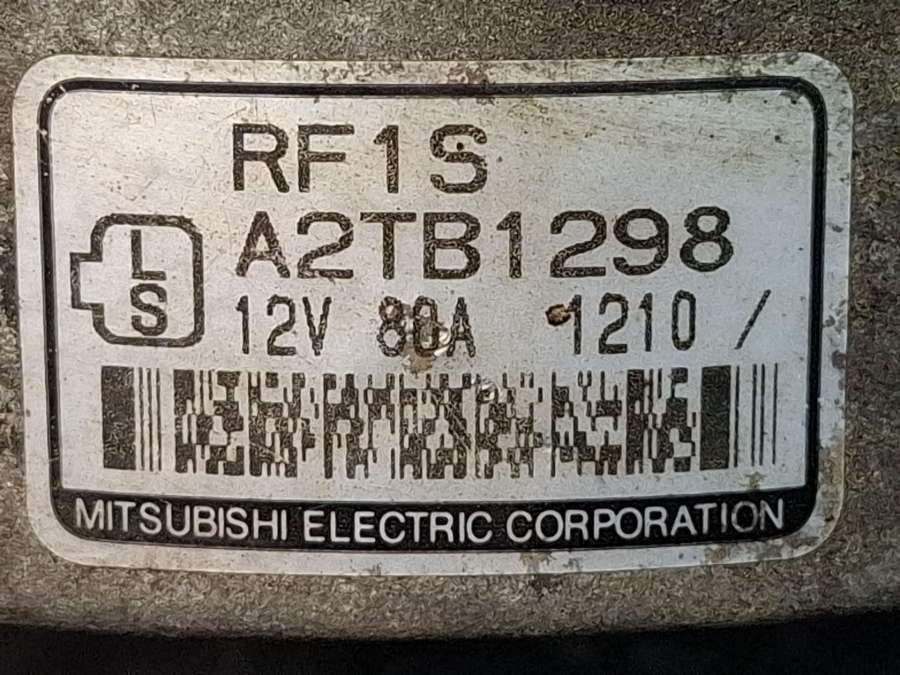 RF1S
A2TB1298
L
S
12V 80A 1210 /
MITSUBISHI ELECTRIC CORPORATION